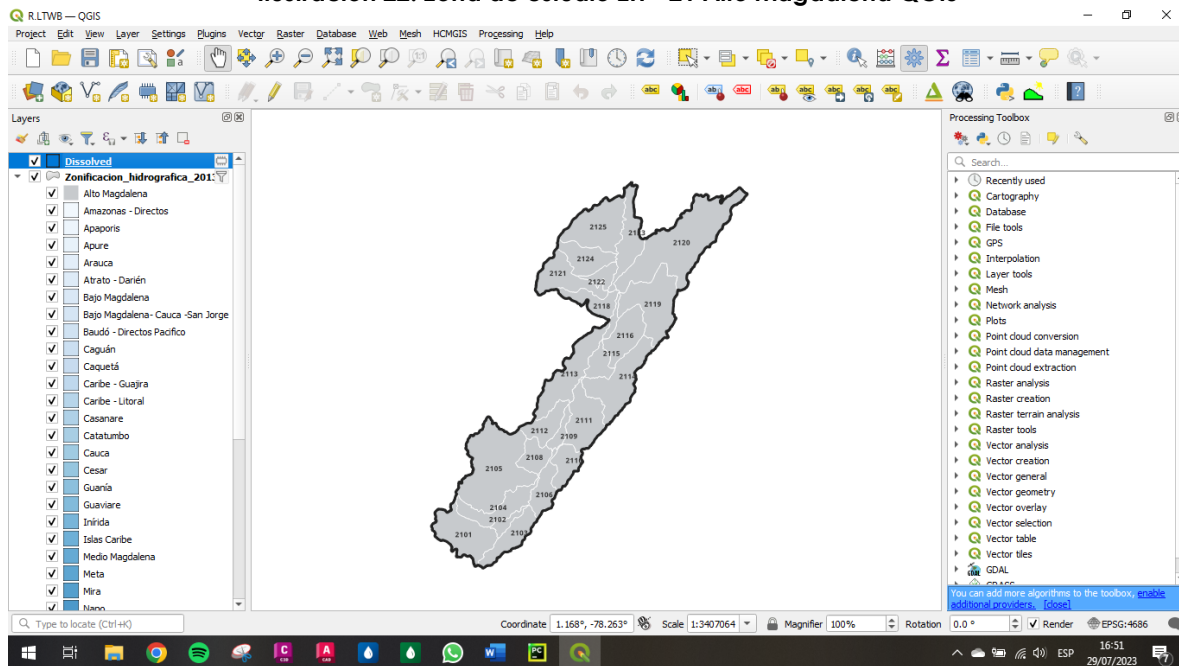 R.LTWB — QGIS
Project Edit View Layer Settings Plugins Vector Raster Database Web Mesh HCMGIS Processing Help
Layers
Dissolved
Zonificacion_hidrografica_201
Alto Magdalena
Amazonas - Directos
Apaporis
Apure
Arauca
Atrato - Darién
Bajo Magdalena
Bajo Magdalena- Cauca -San Jorge
Baudó - Directos Pacifico
Caguán
Caquetá
Caribe - Guajira
Caribe - Litoral
Casanare
Catatumbo
Cauca
Cesar
Guanía
Guaviare
Inírida
Islas Caribe
Medio Magdalena
Meta
Mira
2125
2120
2124
2121
2122
2118
2119
2116
2115
2113
2111
2112
2109
2108
2105
2106
2104
2102
2101
Processing Toolbox
Search...
Recently used
Cartography
Database
File tools
GPS
Interpolation
Layer tools
Mesh
Network analysis
Plots
Point cloud conversion
Point cloud data management
Point cloud extraction
Raster analysis
Raster creation
Raster terrain analysis
Raster tools
Vector analysis
Vector creation
Vector general
Vector geometry
Vector overlay
Vector selection
Vector table
Vector tiles
GDAL
You can add more algorithms to the toolbox, enable
additional providers. [close]
Type to locate (Ctrl+K)
Coordinate 1.168°, -78.263° Scale 1:3407064 Magnifier 100% Rotation 0.0 ° Render EPSG:4686
ESP
16:51
29/07/2023